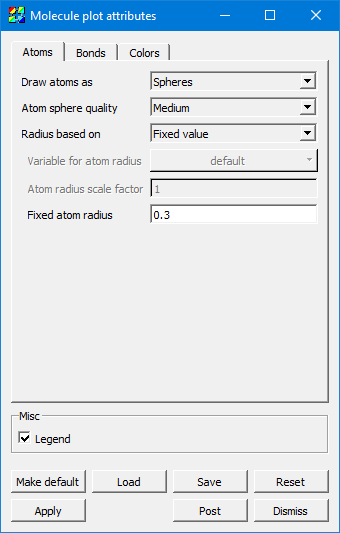 Molecule plot attributes
Atoms Bonds Colors
Draw atoms as Spheres
Atom sphere quality Medium
Radius based on Fixed value
Variable for atom radius default
Atom radius scale factor 1
Fixed atom radius 0.3
Misc
Legend
Make default Load Save Reset
Apply Post Dismiss